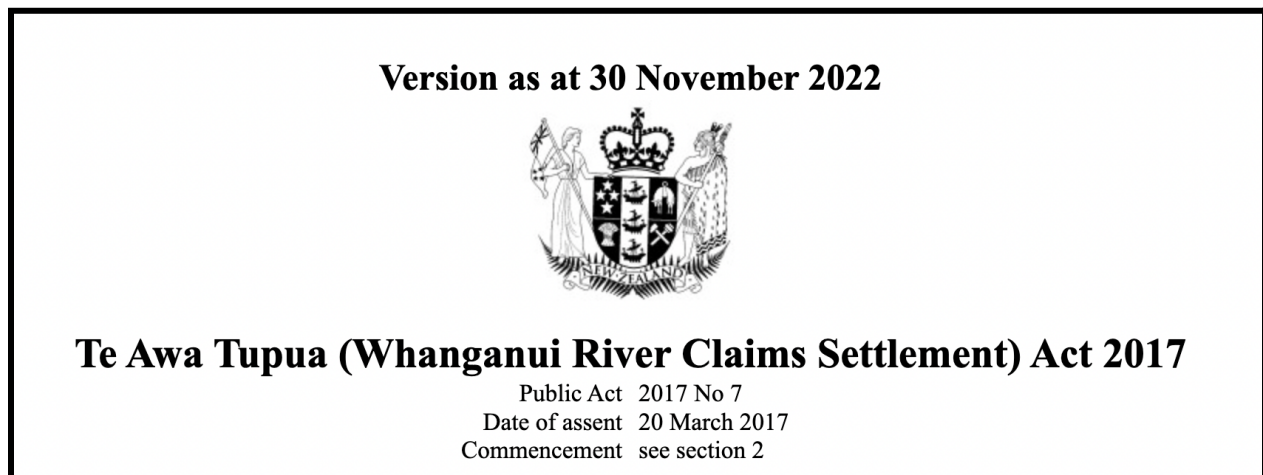 Version as at 30 November 2022
NEW ZEALAND
Te Awa Tupua (Whanganui River Claims Settlement) Act 2017
Public Act 2017 No 7
Date of assent 20 March 2017
Commencement see section 2